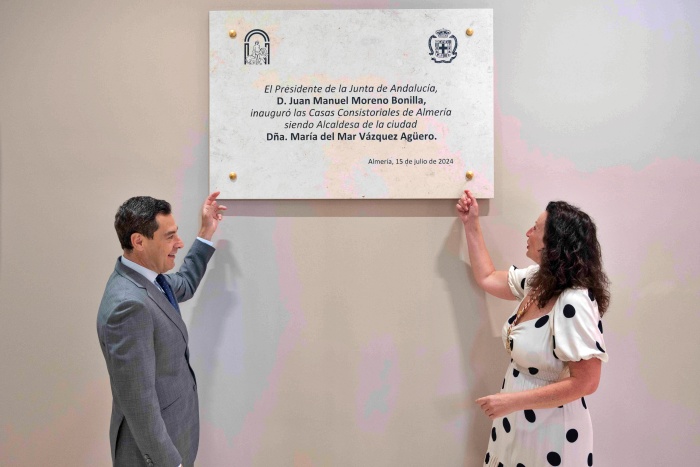 El Presidente de la Junta de Andalucía,
D. Juan Manuel Moreno Bonilla,
inauguró las Casas Consistoriales de Almería
siendo Alcaldesa de la ciudad
Dña. María del Mar Vázquez Agüero.
Almería, 15 de julio de 2024